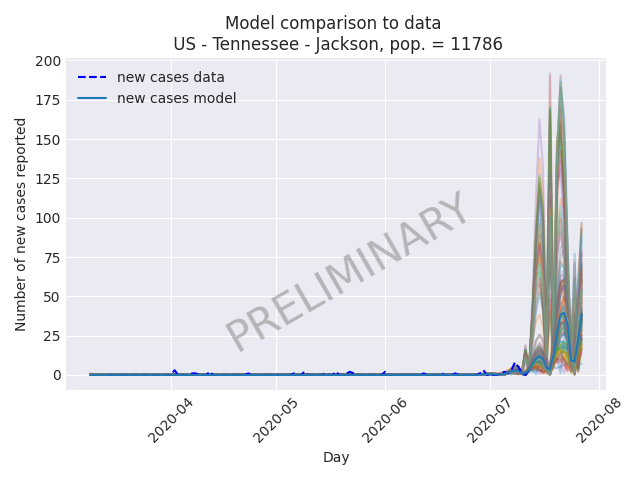 Model comparison to data
US - Tennessee - Jackson, pop. = 11786
200
175
150
125
100
75
50
25
0
Number of new cases reported
new cases data
new cases model
PRELIMINARY
2020-04
2020-05
2020-06
2020-07
2020-08
Day